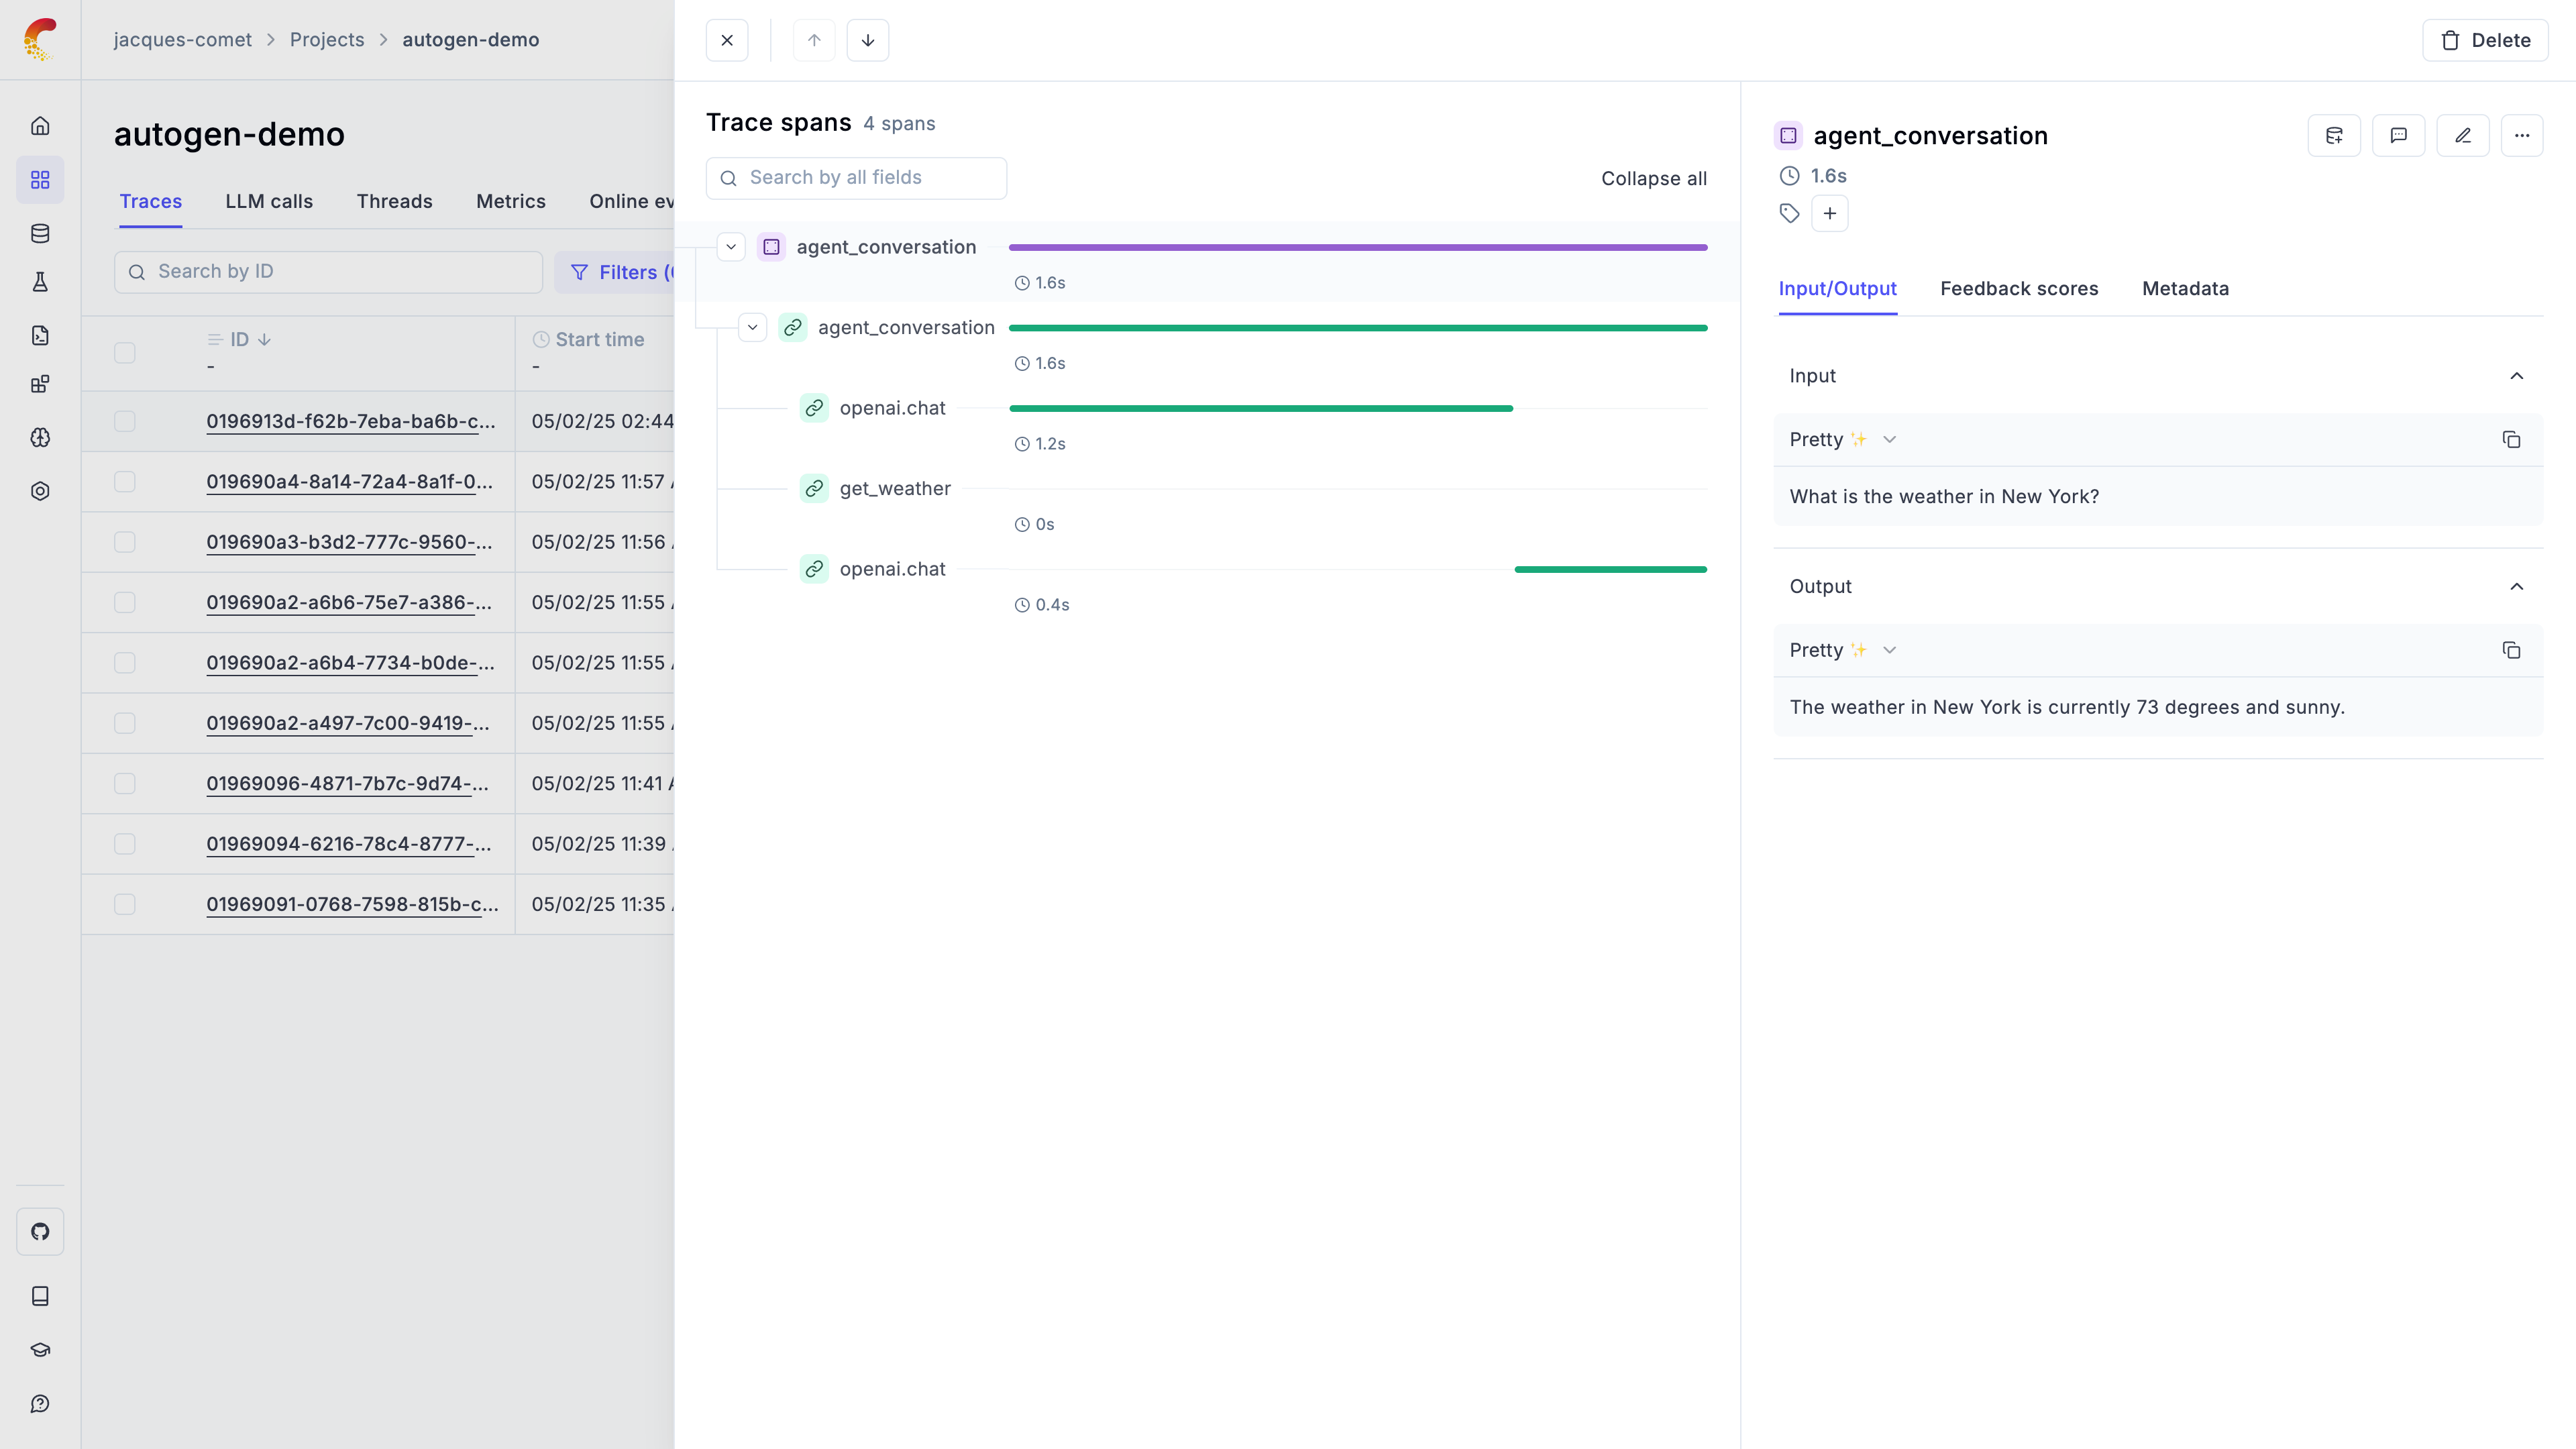 jacques-comet > Projects > autogen-demo
Delete
autogen-demo
Traces LLM calls Threads Metrics Online ev
Search by ID
Filters (
ID
Start time
-
-
0196913d-f62b-7eba-ba6b-c... 05/02/25 02:44
019690a4-8a14-72a4-8a1f-0... 05/02/25 11:57
019690a3-b3d2-777c-9560-... 05/02/25 11:56
019690a2-a6b6-75e7-a386-... 05/02/25 11:55
019690a2-a6b4-7734-b0de-... 05/02/25 11:55
019690a2-a497-7c00-9419-... 05/02/25 11:55
01969096-4871-7b7c-9d74-... 05/02/25 11:41
01969094-6216-78c4-8777-... 05/02/25 11:39
01969091-0768-7598-815b-c... 05/02/25 11:35
Trace spans 4 spans
Search by all fields
Collapse all
agent_conversation
1.6s
agent_conversation
1.6s
openai.chat
1.2s
get_weather
0s
openai.chat
0.4s
agent_conversation
1.6s
Input/Output Feedback scores Metadata
Input
Pretty ✨
What is the weather in New York?
Output
Pretty ✨
The weather in New York is currently 73 degrees and sunny.